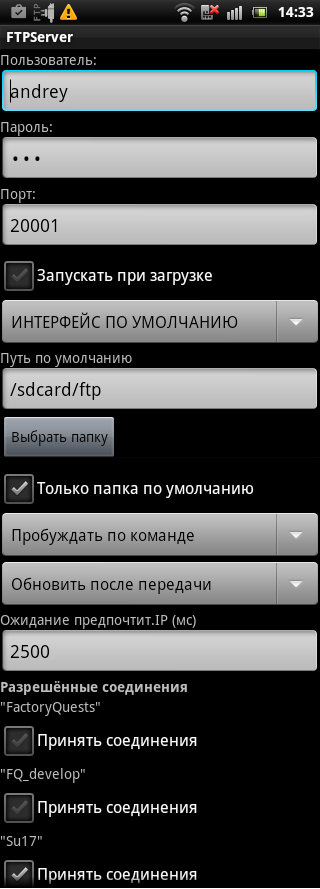 FTP
14:33
FTPServer
Пользователь:
andrey
Пароль:
•••
Порт:
20001
Запускать при загрузке
ИНТЕРФЕЙС ПО УМОЛЧАНИЮ
Путь по умолчанию
/sdcard/ftp
Выбрать папку
Только папка по умолчанию
Пробуждать по команде
Обновить после передачи
Ожидание предпочтит.IP (мс)
2500
Разрешённые соединения
"FactoryQuests"
Принять соединения
"FQ_develop"
Принять соединения
"Su17"
Принять соединения